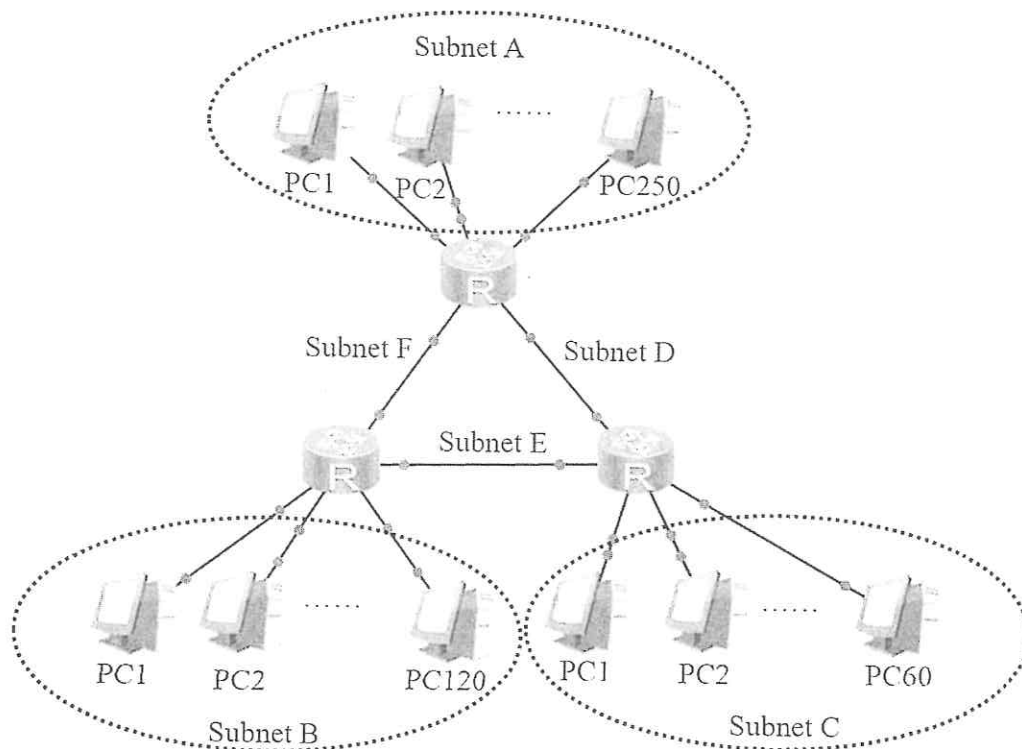 Subnet A
......
PC1 PC2 PC250
R
Subnet F Subnet D
Subnet E
R R
...... ......
PC1 PC2 PC120 PC1 PC2 PC60
Subnet B Subnet C